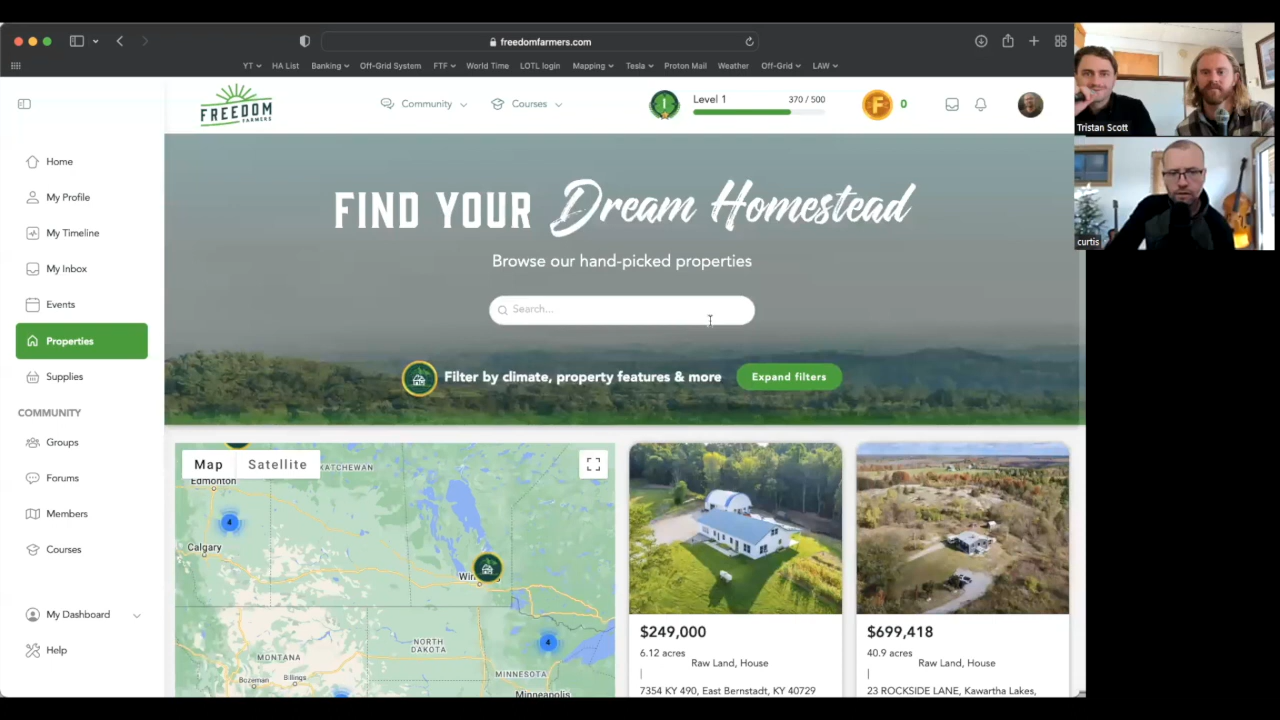 freedomfarmers.com
YT HA List Banking Off-Grid System FTF World Time LOTL login Mapping Tesla Proton Mail Weather Off-Grid LAW
Tristan Scott
curtis
FREEDOM
FARMERS
Community Courses
Level 1 370 / 500
F 0
Home
My Profile
My Timeline
My Inbox
Events
Properties
Supplies
COMMUNITY
Groups
Forums
Members
Courses
My Dashboard
Help
FIND YOUR Dream Homestead
Browse our hand-picked properties
Search...
Filter by climate, property features & more Expand filters
Map Satellite
KATCHEWAN
Edmonton
4
Calgary
Win
NORTH
DAKOTA
4
MONTANA
Bozeman Billings
MINNESOTA
Minneapolis
$249,000
6.12 acres
Raw Land, House
|
7354 KY 490, East Bernstadt, KY 40729
$699,418
40.9 acres
Raw Land, House
|
23 ROCKSIDE LANE, Kawartha Lakes,